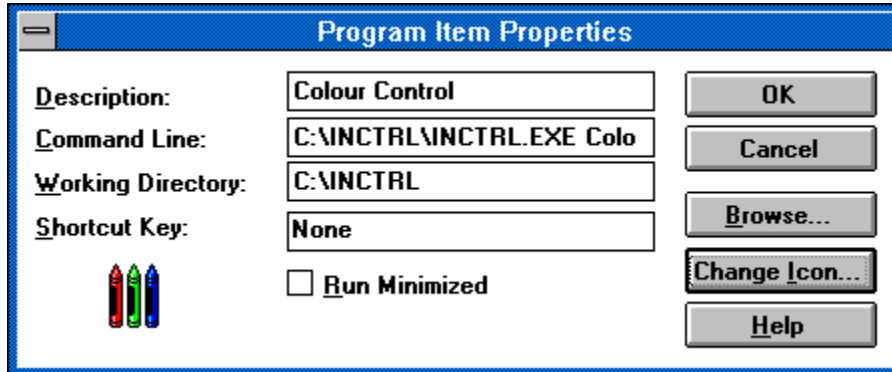 Program Item Properties
Description: Colour Control
Command Line: C:\INCTRL\INCTRL.EXE Colo
Working Directory: C:\INCTRL
Shortcut Key: None
Run Minimized
OK
Cancel
Browse...
Change Icon...
Help